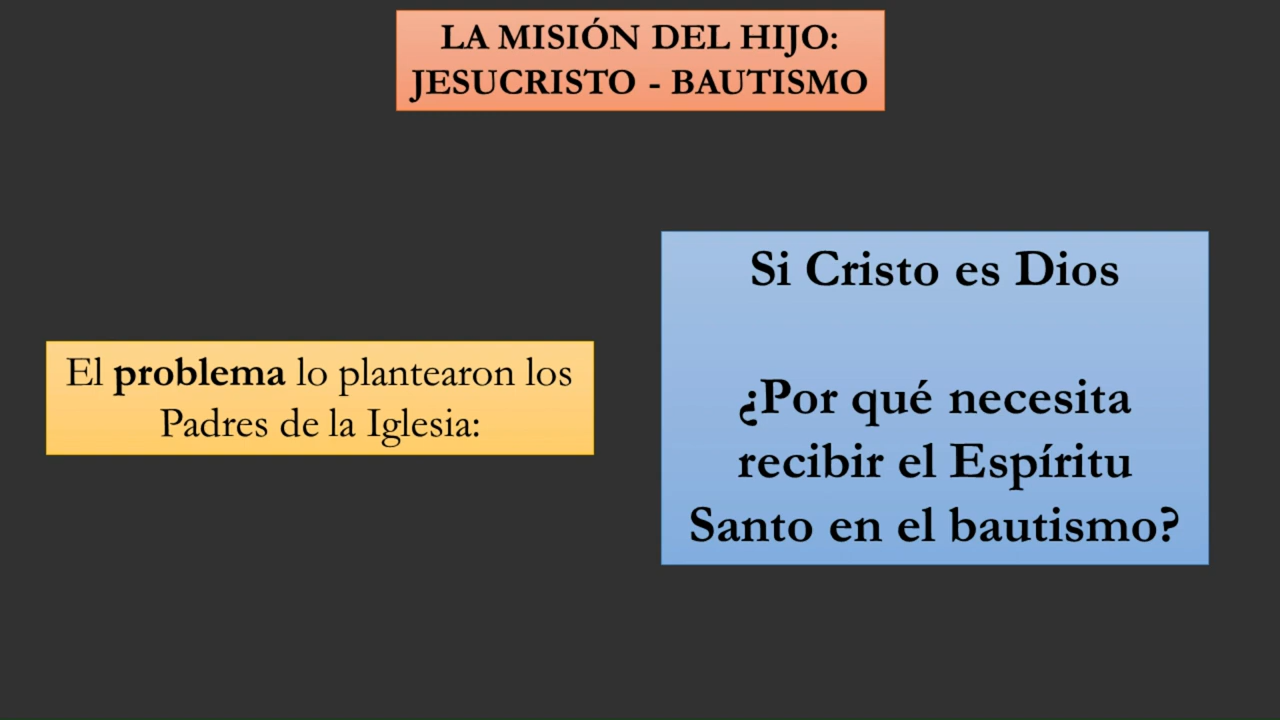 LA MISIÓN DEL HIJO:
JESUCRISTO - BAUTISMO
El problema lo plantearon los
Padres de la Iglesia:
Si Cristo es Dios
¿Por qué necesita
recibir el Espíritu
Santo en el bautismo?